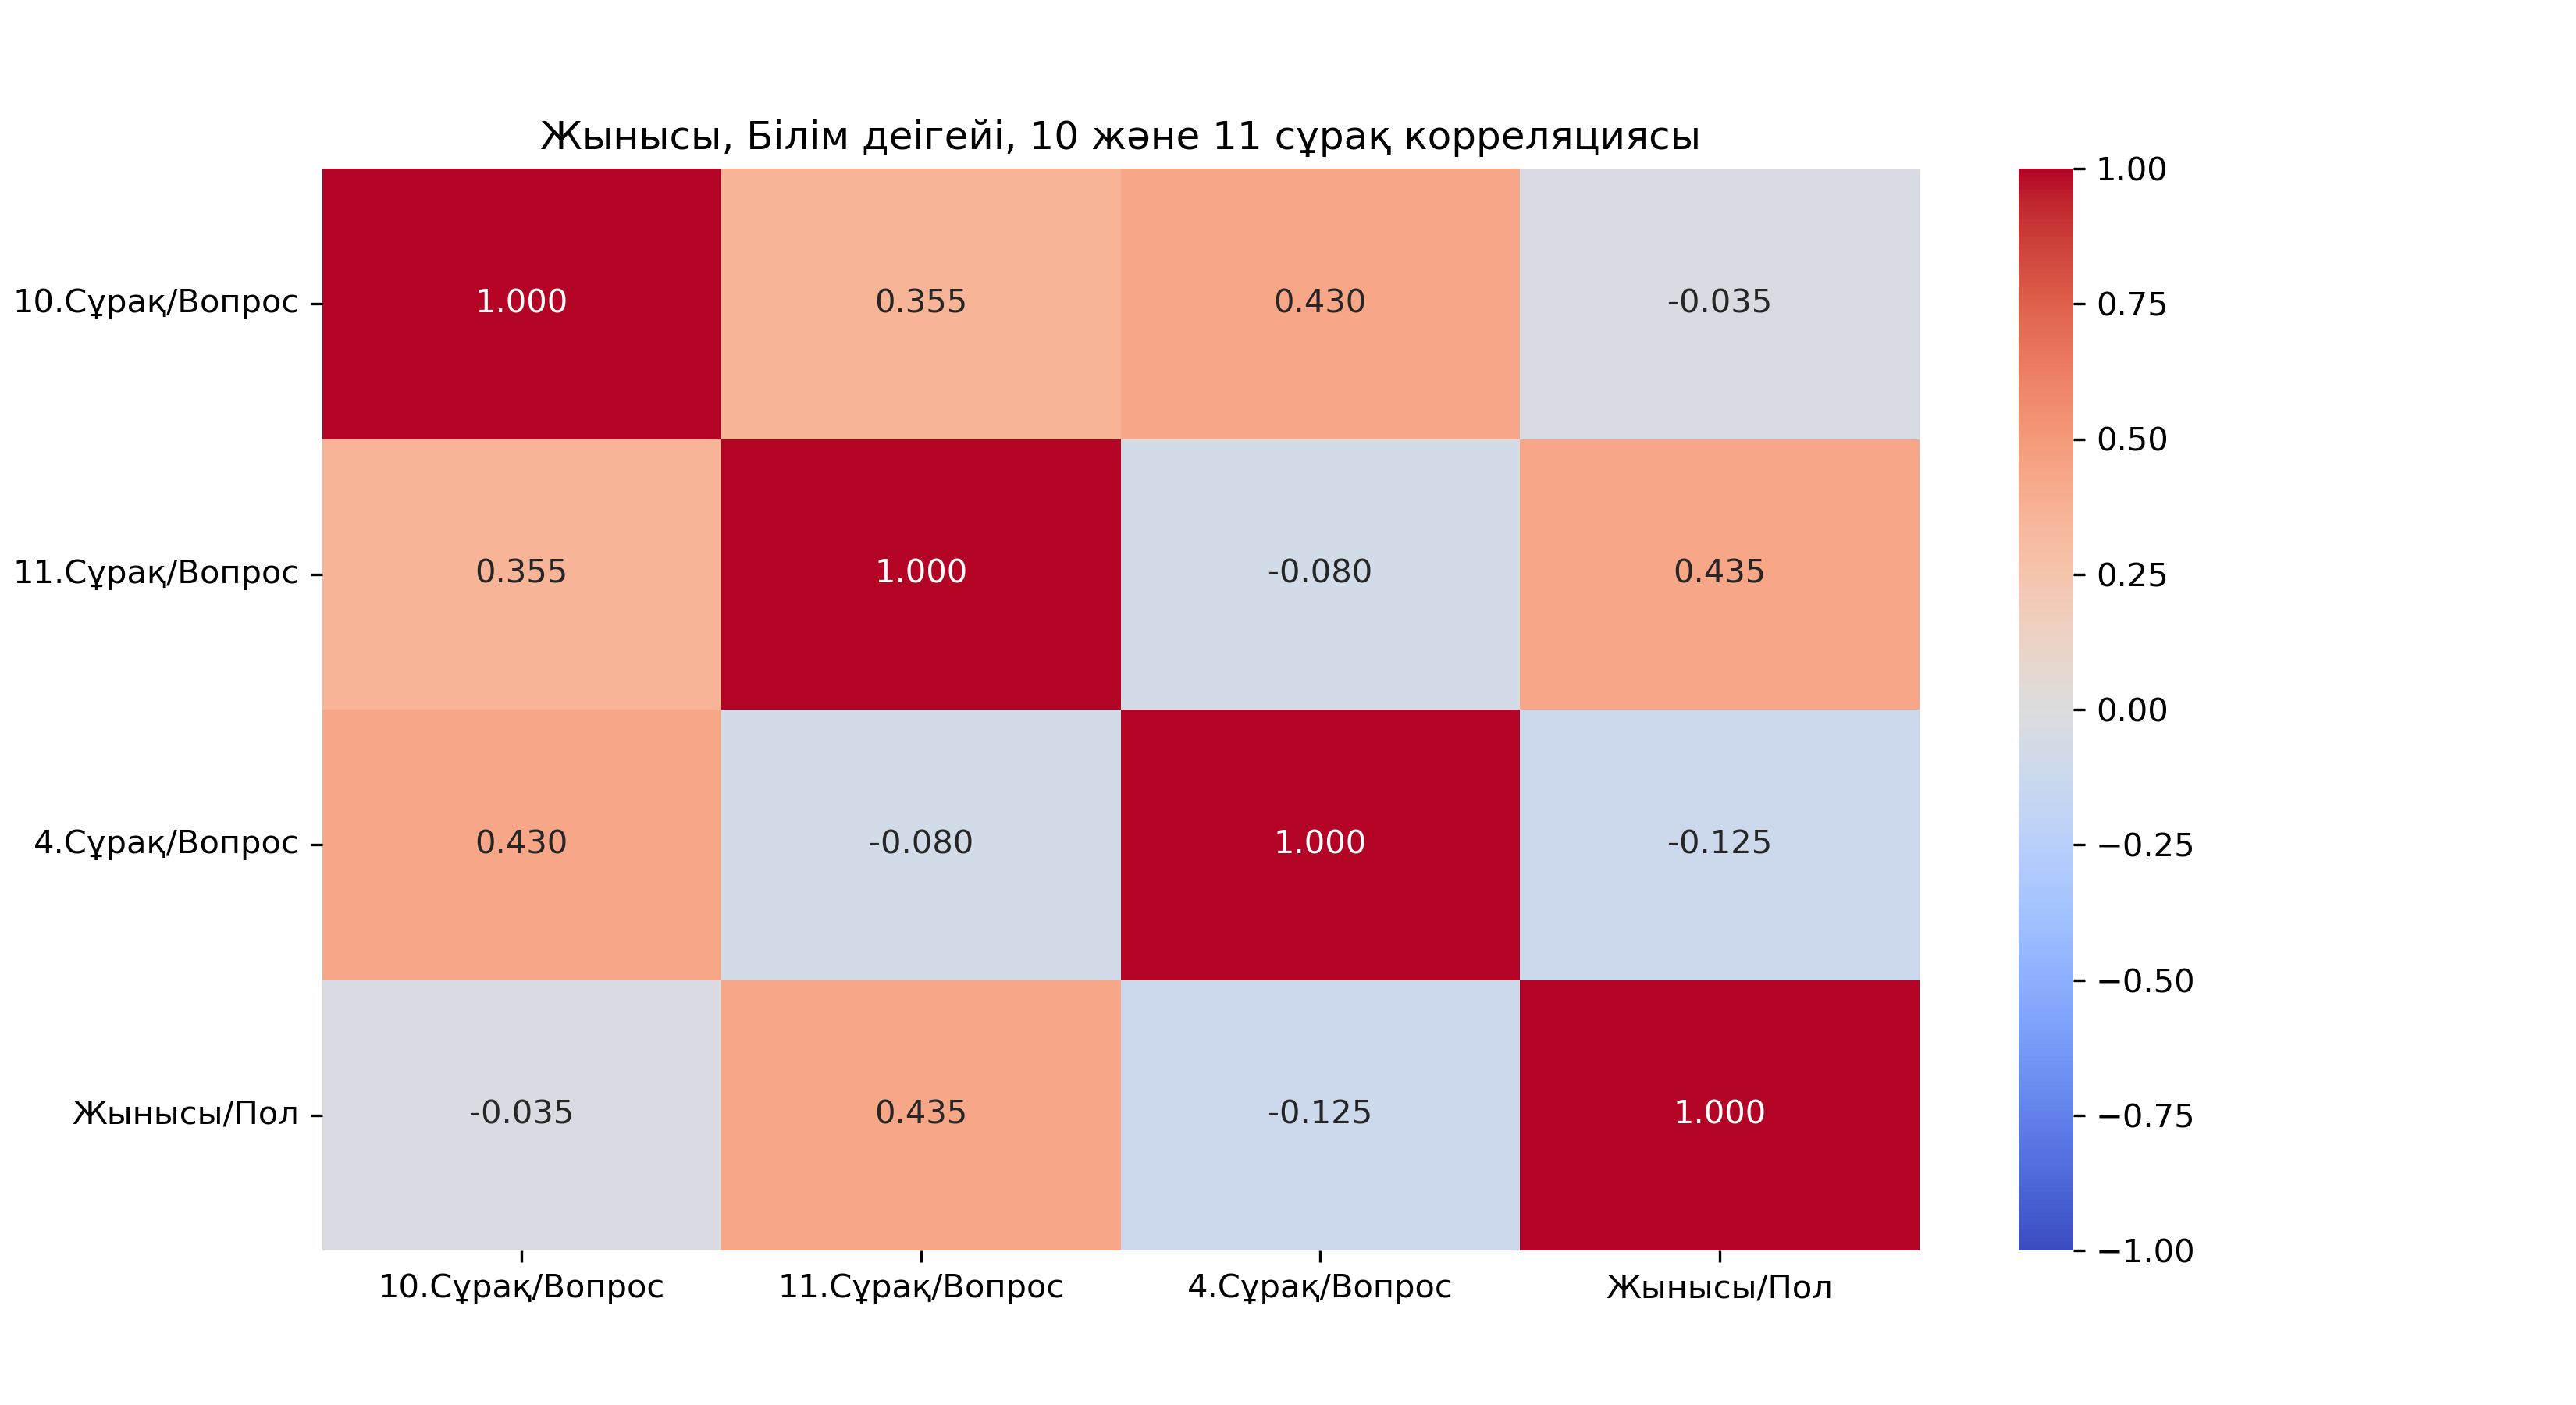 Жынысы, Білім деігейі, 10 және 11 сұрақ корреляциясы
10.Сұрақ/Вопрос 1.000 0.355 0.430 -0.035
11.Сұрақ/Вопрос 0.355 1.000 -0.080 0.435
4.Сұрақ/Вопрос 0.430 -0.080 1.000 -0.125
Жынысы/Пол -0.035 0.435 -0.125 1.000
10.Сұрақ/Вопрос 11.Сұрақ/Вопрос 4.Сұрақ/Вопрос Жынысы/Пол
1.00
0.75
0.50
0.25
0.00
−0.25
−0.50
−0.75
−1.00